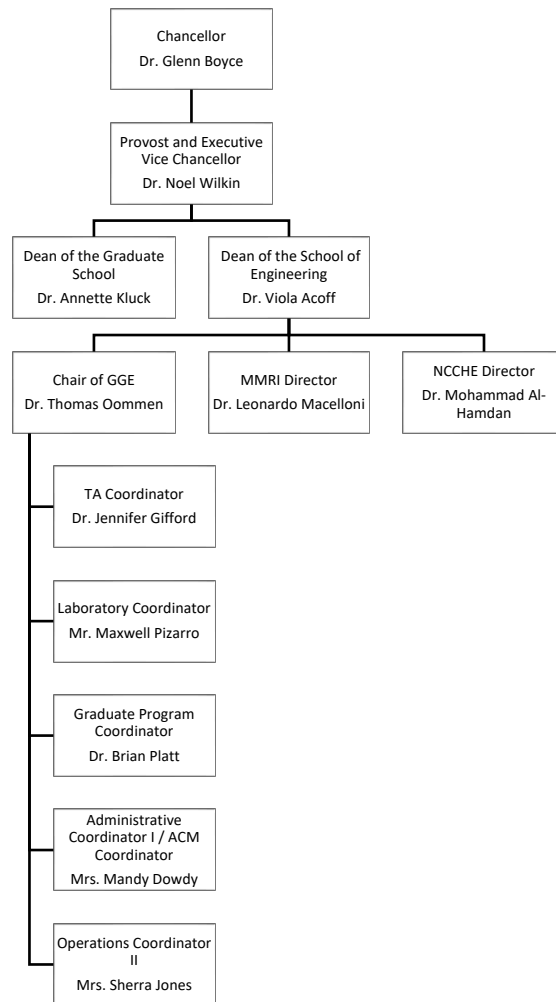 Chancellor
Dr. Glenn Boyce
Provost and Executive
Vice Chancellor
Dr. Noel Wilkin
Dean of the Graduate
School
Dr. Annette Kluck
Dean of the School of
Engineering
Dr. Viola Acoff
Chair of GGE
Dr. Thomas Oommen
MMRI Director
Dr. Leonardo Macelloni
NCCHE Director
Dr. Mohammad Al-
Hamdan
TA Coordinator
Dr. Jennifer Gifford
Laboratory Coordinator
Mr. Maxwell Pizarro
Graduate Program
Coordinator
Dr. Brian Platt
Administrative
Coordinator I / ACM
Coordinator
Mrs. Mandy Dowdy
Operations Coordinator
II
Mrs. Sherra Jones